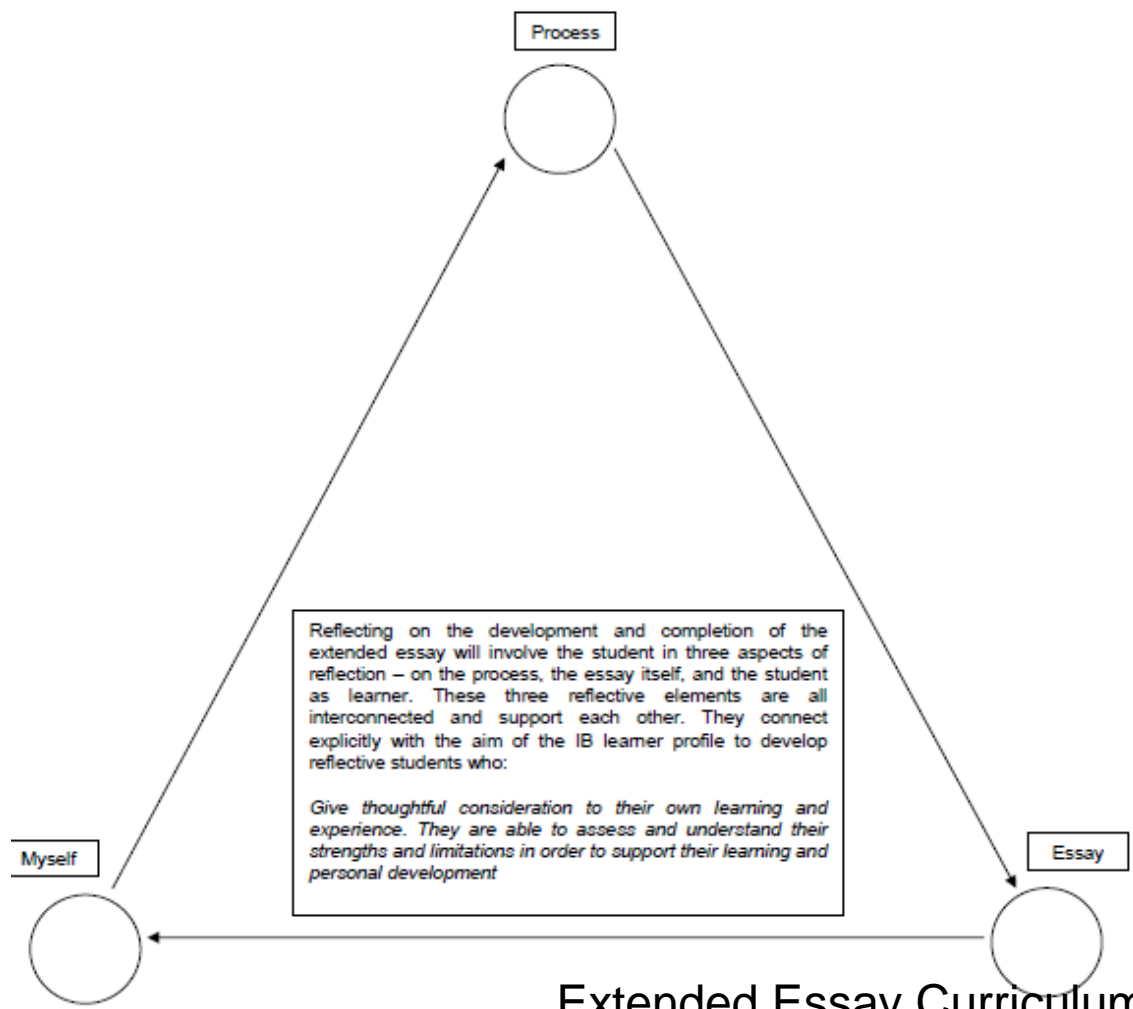 Process
Reflecting on the development and completion of the
extended essay will involve the student in three aspects of
reflection – on the process, the essay itself, and the student
as learner. These three reflective elements are all
interconnected and support each other. They connect
explicitly with the aim of the IB learner profile to develop
reflective students who:
Give thoughtful consideration to their own learning and
experience. They are able to assess and understand their
strengths and limitations in order to support their learning and
personal development
Myself
Essay
Extended Essay Curriculum